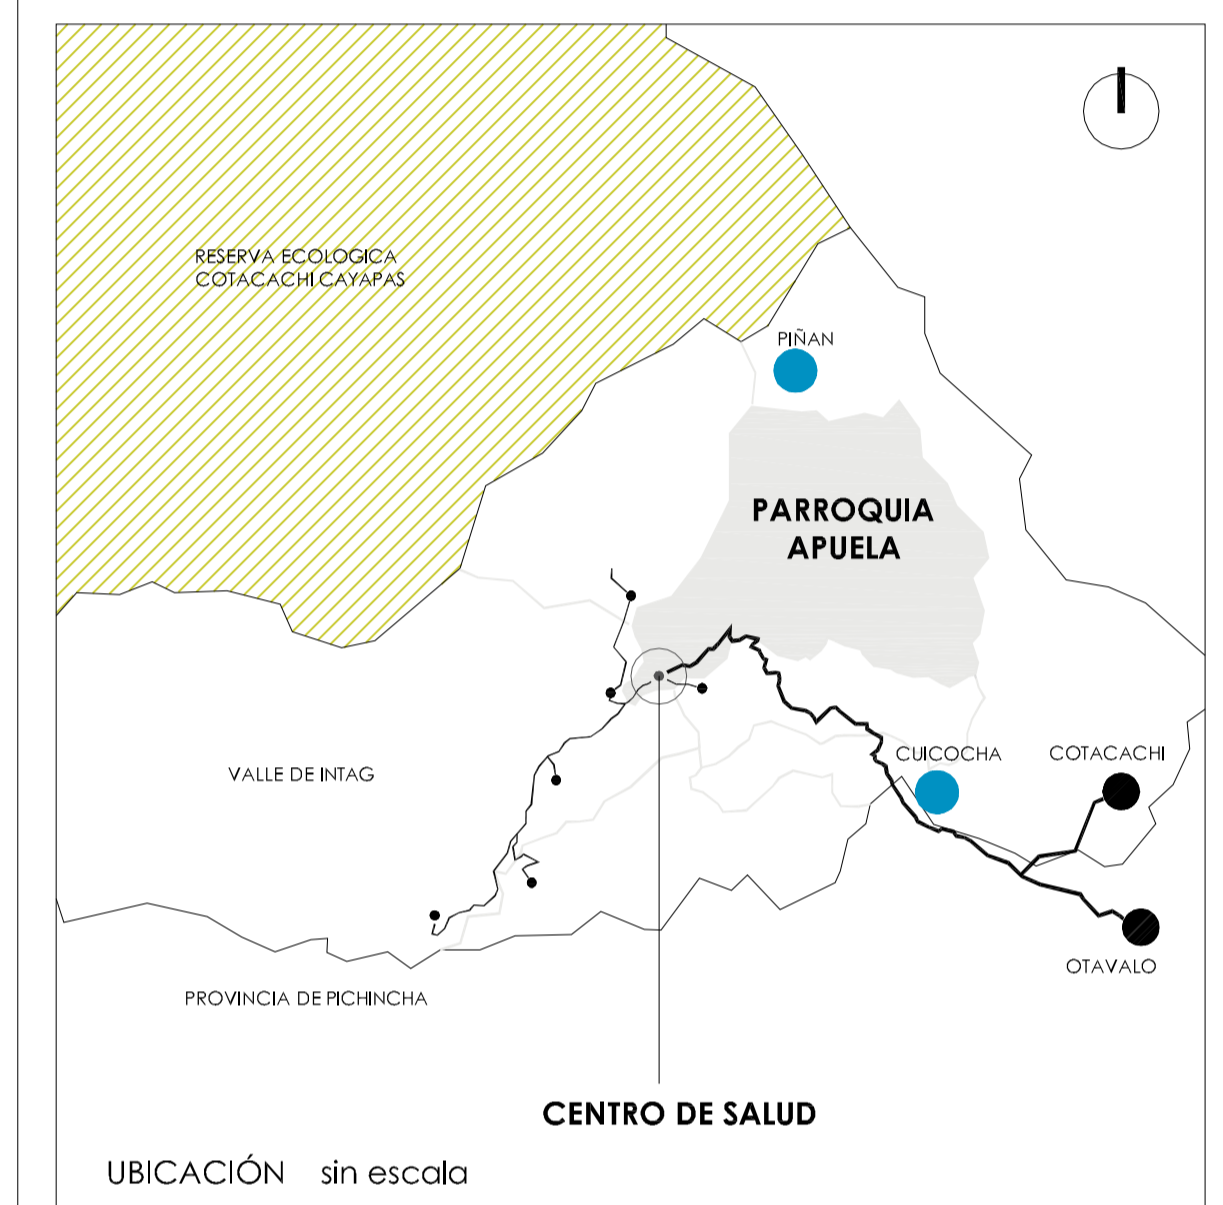 RESERVA ECOLOGICA
COTACACHI CAYAPAS
PIÑAN
PARROQUIA
APUELA
CUICOCHA
COTACACHI
VALLE DE INTAG
OTAVALO
PROVINCIA DE PICHINCHA
CENTRO DE SALUD
UBICACIÓN sin escala